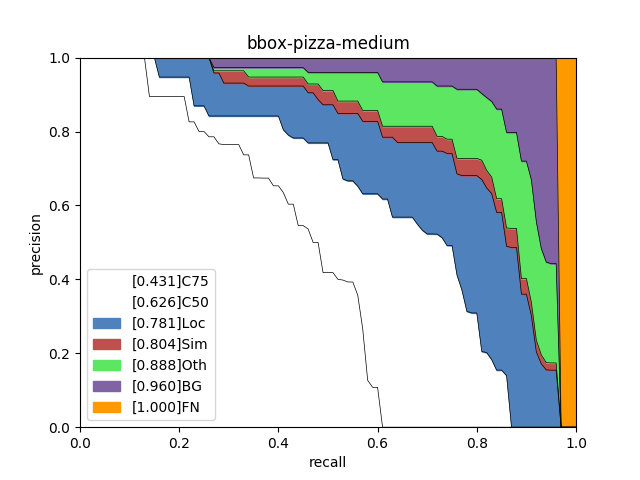 bbox-pizza-medium
1.0
0.8
0.6
0.4
0.2
0.0
precision
[0.431]C75
[0.626]C50
[0.781]Loc
[0.804]Sim
[0.888]Oth
[0.960]BG
[1.000]FN
0.0 0.2 0.4 0.6 0.8 1.0
recall